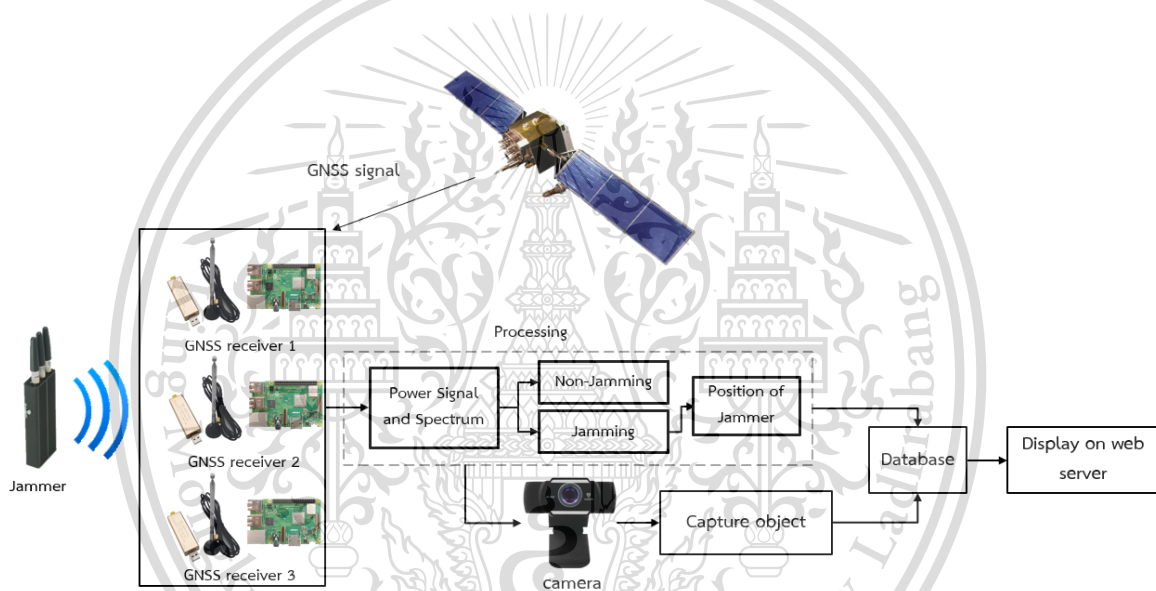 GNSS signal
GNSS receiver 1
Processing
Power Signal
and Spectrum
Non-Jamming
Jamming
Position of
Jammer
GNSS receiver 2
Jammer
Database
Display on web
server
Capture object
GNSS receiver 3
camera
Ladkrabang